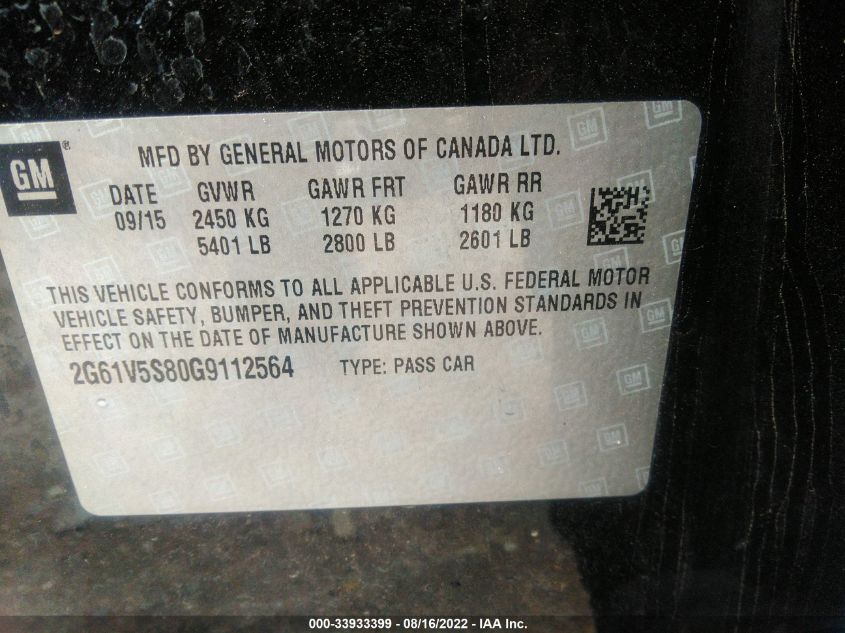 GM
MFD BY GENERAL MOTORS OF CANADA LTD.
DATE GVWR GAWR FRT GAWR RR
09/15 2450 KG 1270 KG 1180 KG
5401 LB 2800 LB 2601 LB
THIS VEHICLE CONFORMS TO ALL APPLICABLE U.S. FEDERAL MOTOR
VEHICLE SAFETY, BUMPER, AND THEFT PREVENTION STANDARDS IN
EFFECT ON THE DATE OF MANUFACTURE SHOWN ABOVE.
2G61V5S80G9112564 TYPE: PASS CAR
000-33933399 - 08/16/2022 - IAA Inc.